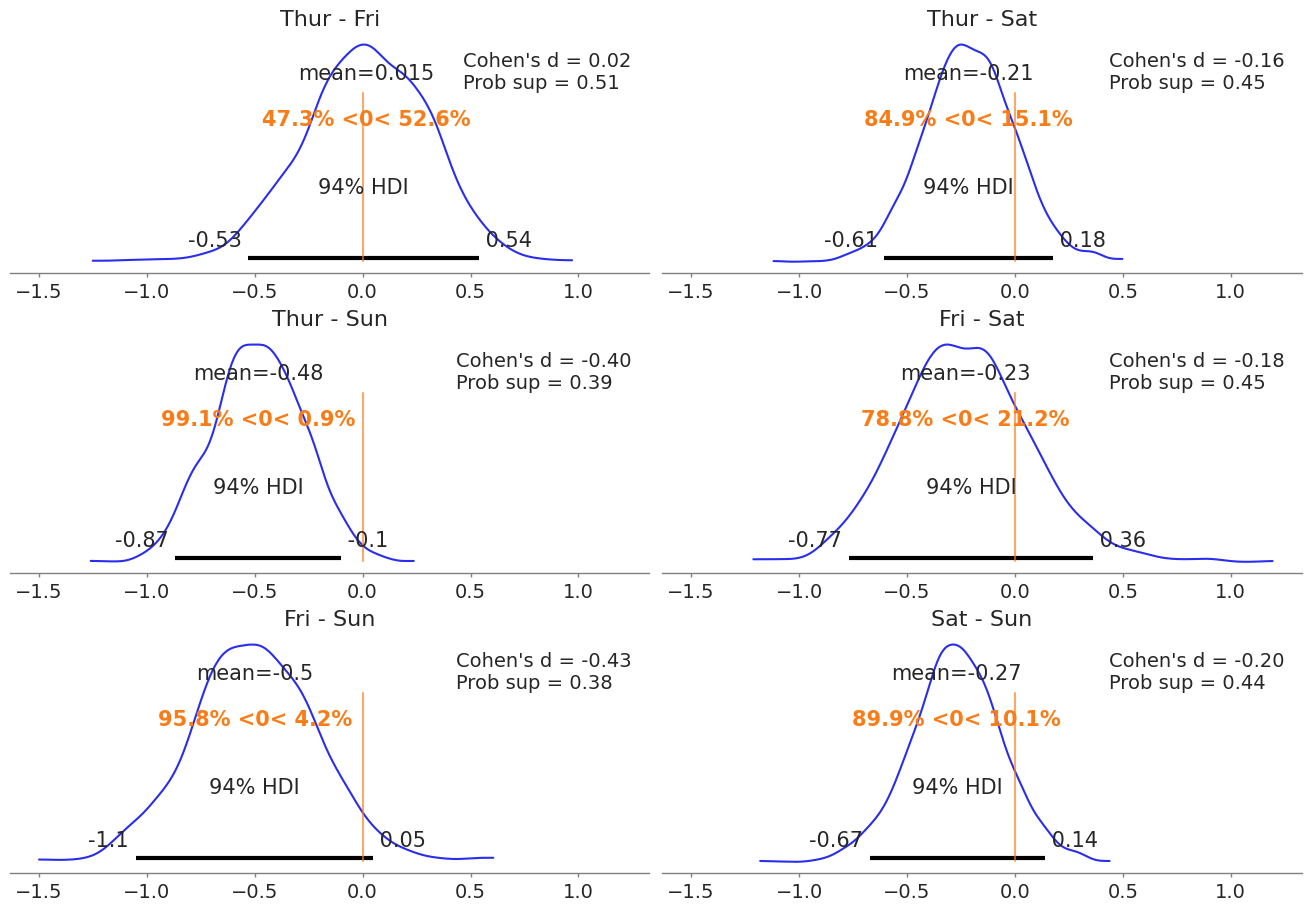 Thur - Fri
Cohen's d = 0.02
Prob sup = 0.51
mean=0.015
47.3% <0< 52.6%
94% HDI
-0.53
0.54
−1.5 −1.0 −0.5 0.0 0.5 1.0
Thur - Sat
Cohen's d = -0.16
Prob sup = 0.45
mean=-0.21
84.9% <0< 15.1%
94% HDI
-0.61
0.18
−1.5 −1.0 −0.5 0.0 0.5 1.0
Thur - Sun
Cohen's d = -0.40
Prob sup = 0.39
mean=-0.48
99.1% <0< 0.9%
94% HDI
-0.87
-0.1
−1.5 −1.0 −0.5 0.0 0.5 1.0
Fri - Sat
Cohen's d = -0.18
Prob sup = 0.45
mean=-0.23
78.8% <0< 21.2%
94% HDI
-0.77
0.36
−1.5 −1.0 −0.5 0.0 0.5 1.0
Fri - Sun
Cohen's d = -0.43
Prob sup = 0.38
mean=-0.5
95.8% <0< 4.2%
94% HDI
-1.1
0.05
−1.5 −1.0 −0.5 0.0 0.5 1.0
Sat - Sun
Cohen's d = -0.20
Prob sup = 0.44
mean=-0.27
89.9% <0< 10.1%
94% HDI
-0.67
0.14
−1.5 −1.0 −0.5 0.0 0.5 1.0